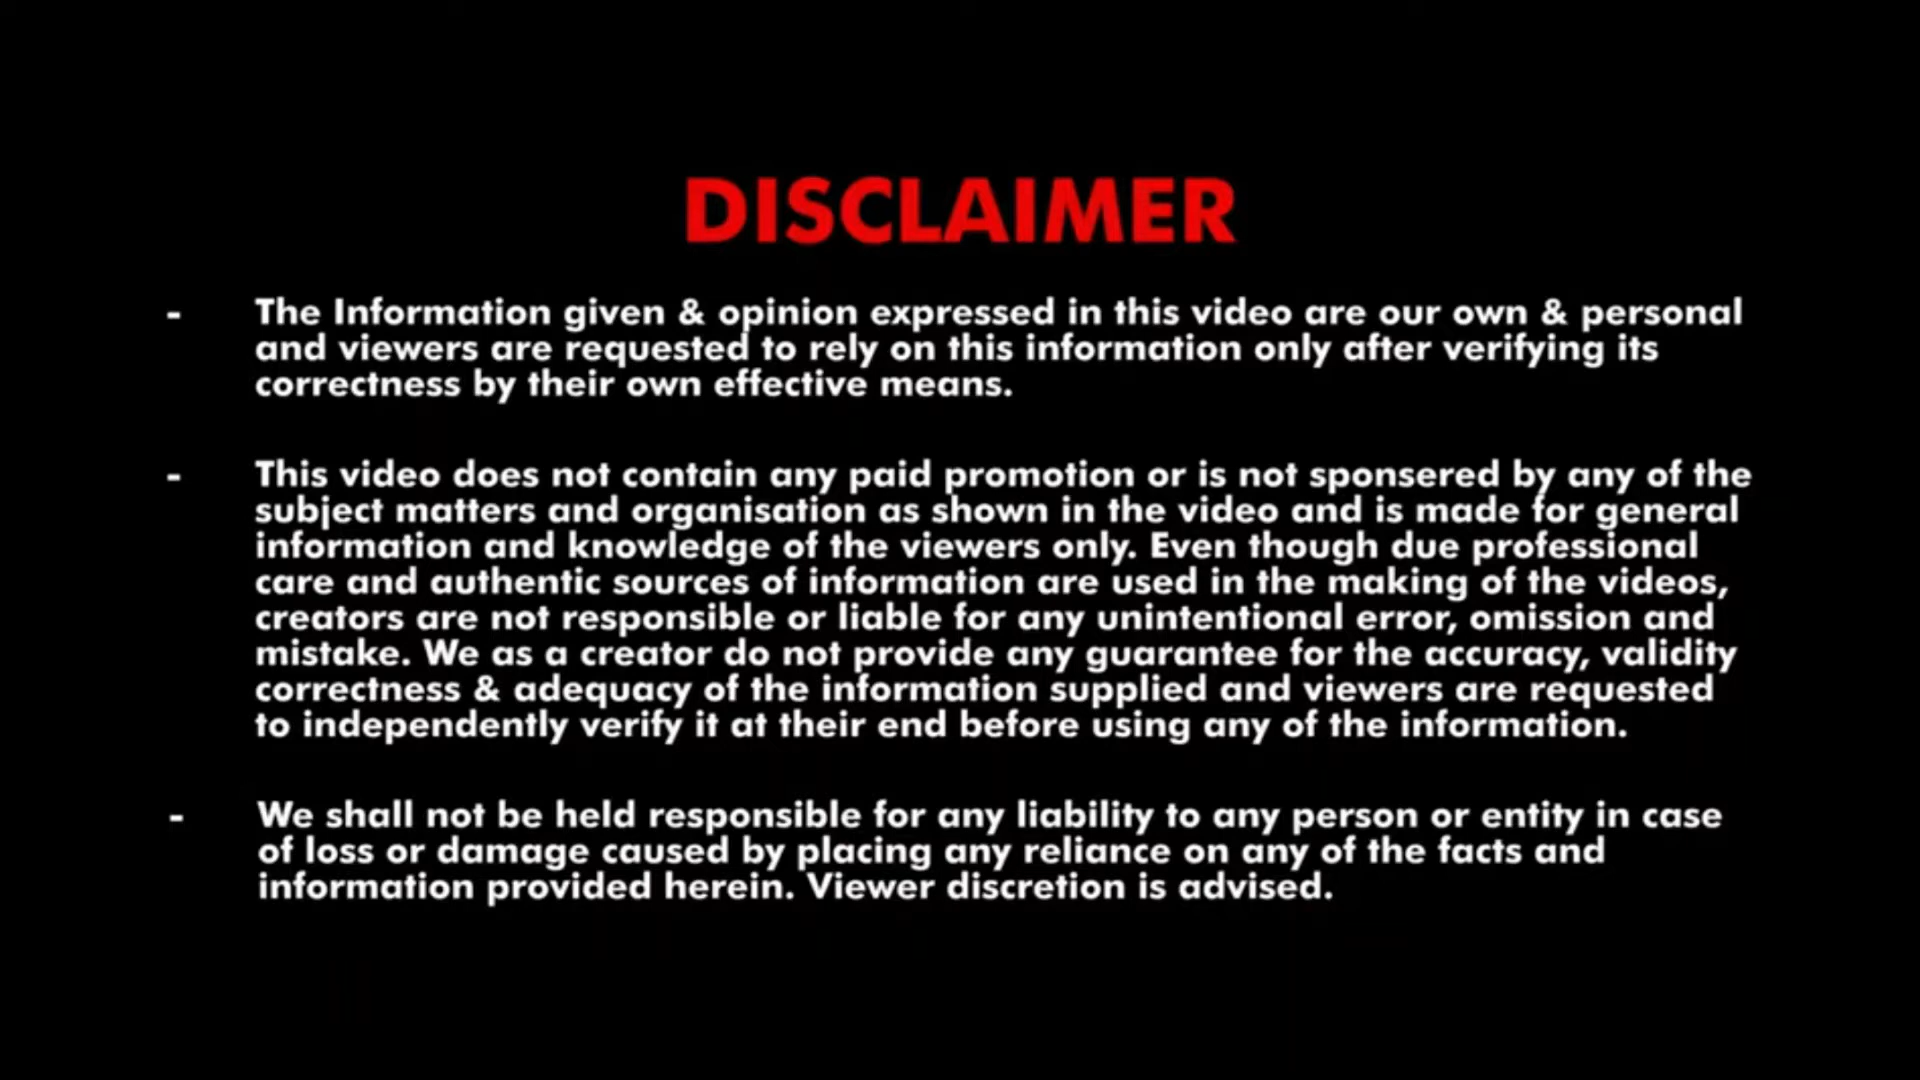 DISCLAIMER
- The Information given & opinion expressed in this video are our own & personal
and viewers are requested to rely on this information only after verifying its
correctness by their own effective means.
- This video does not contain any paid promotion or is not sponsered by any of the
subject matters and organisation as shown in the video and is made for general
information and knowledge of the viewers only. Even though due professional
care and authentic sources of information are used in the making of the videos,
creators are not responsible or liable for any unintentional error, omission and
mistake. We as a creator do not provide any guarantee for the accuracy, validity
correctness & adequacy of the information supplied and viewers are requested
to independently verify it at their end before using any of the information.
- We shall not be held responsible for any liability to any person or entity in case
of loss or damage caused by placing any reliance on any of the facts and
information provided herein. Viewer discretion is advised.